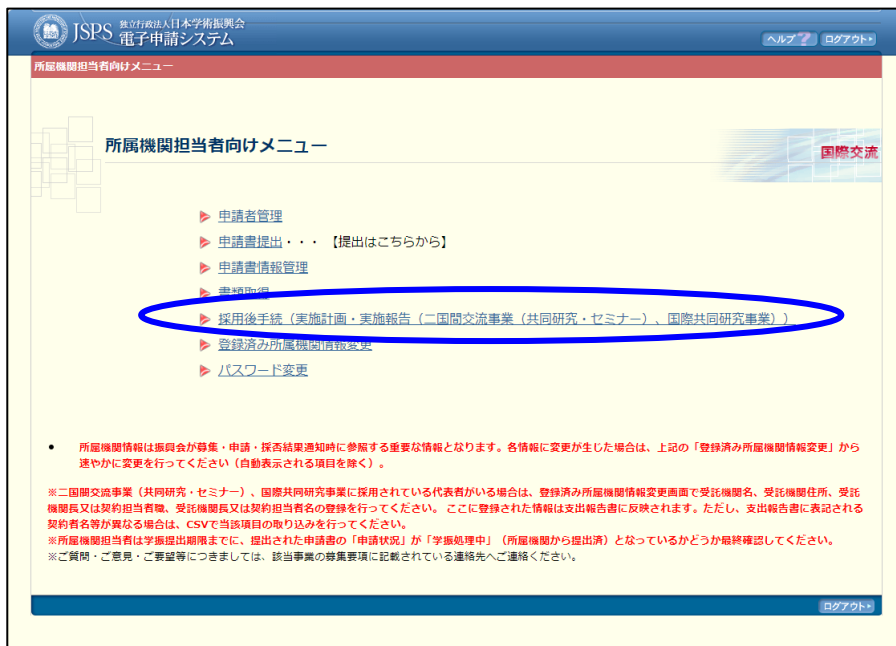 JSPS 独立行政法人日本学術振興会
電子申請システム
ヘルプ? ログアウト
所属機関担当者向けメニュー
所属機関担当者向けメニュー
国際交流
申請者管理
申請書提出・・・ 【提出はこちらから】
申請書情報管理
書類取得
採用後手続（実施計画・実施報告（二国間交流事業（共同研究・セミナー）、国際共同研究事業））
登録済み所属機関情報変更
パスワード変更
● 所属機関情報は振興会が募集・申請・採否結果通知時に参照する重要な情報となります。各情報に変更が生じた場合は、上記の「登録済み所属機関情報変更」から
速やかに変更を行ってください（自動表示される項目を除く）。
※二国間交流事業（共同研究・セミナー）、国際共同研究事業に採用されている代表者がいる場合は、登録済み所属機関情報変更画面で受託機関名、受託機関住所、受託
機関長又は契約担当者職、受託機関長又は契約担当者名の登録を行ってください。 ここに登録された情報は支出報告書に反映されます。ただし、支出報告書に表記される
契約者名等が異なる場合は、CSVで当該項目の取り込みを行ってください。
※所属機関担当者は学振提出期限までに、提出された申請書の「申請状況」が「学振処理中」（所属機関から提出済）となっているかどうか最終確認してください。
※ご質問・ご意見・ご要望等につきましては、該当事業の募集要項に記載されている連絡先へご連絡ください。
ログアウト